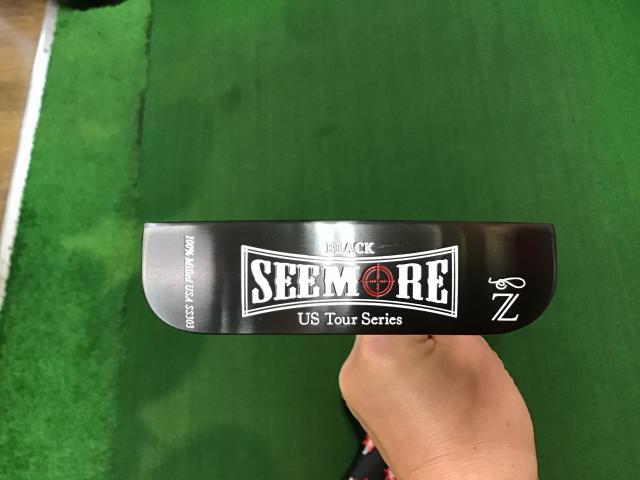 BLACK
SEEMORE
US Tour Series
100% Milled USA SS303